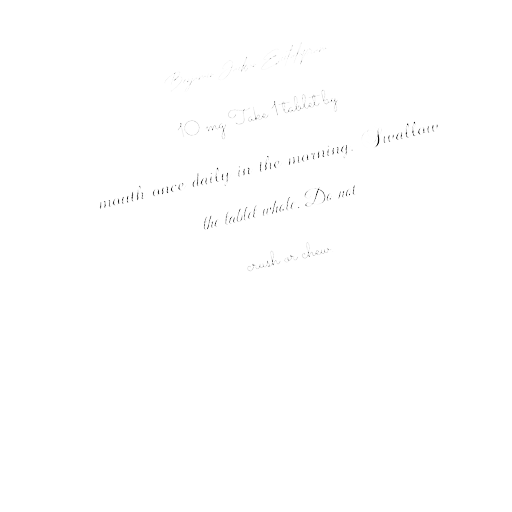 10 mg Take 1 tablet by
mouth once daily in the morning. Swallow
the tablet whole. Do not
crush or chew